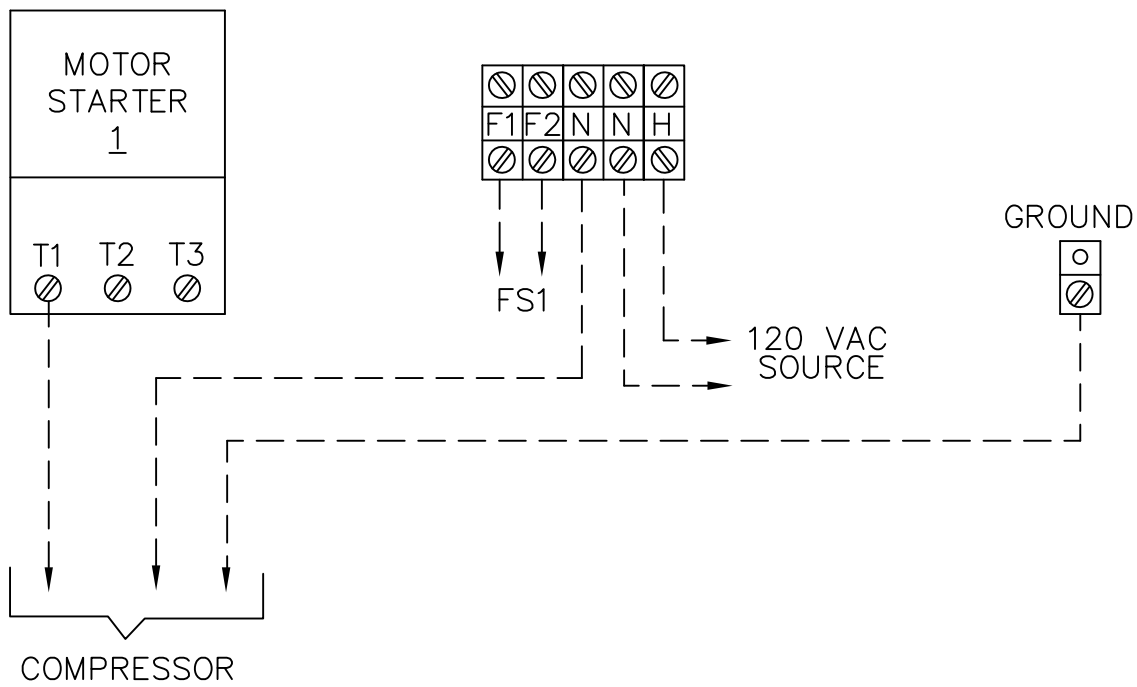 MOTOR
STARTER
1
T1 T2 T3
F1 F2 N N H
FS1
120 VAC
SOURCE
GROUND
COMPRESSOR